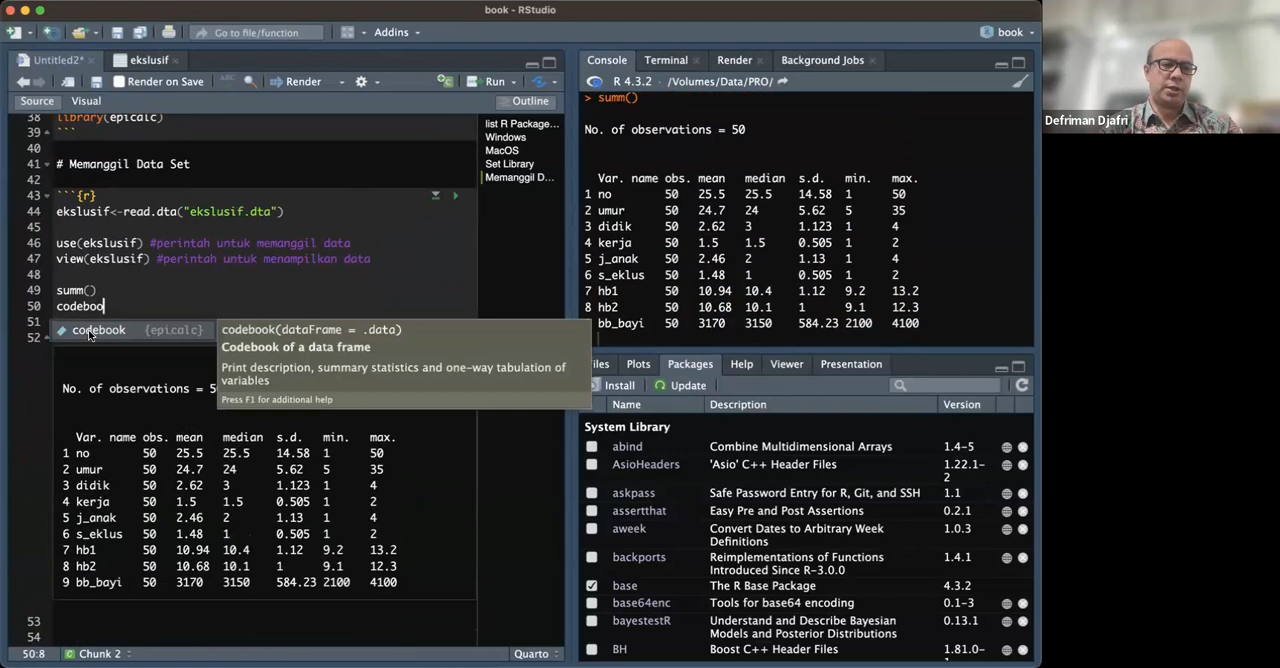 book - RStudio
Go to file/function
Addins
book
Untitled2*
ekslusif
Render on Save
ABC
Render
Run
Source
Visual
Outline
38 library(epicalc)
39 ```
40
41 # Memanggil Data Set
42
43 ```{r}
44 ekslusif<-read.dta("ekslusif.dta")
45
46 use(ekslusif) #perintah untuk memanggil data
47 view(ekslusif) #perintah untuk menampilkan data
48
49 summ()
50 codeboo
51
52
codebook {epicalc}
codebook(dataFrame = .data)
Codebook of a data frame
Print description, summary statistics and one-way tabulation of
variables
Press F1 for additional help
No. of observations = 5
Var. name obs. mean median s.d. min. max.
1 no 50 25.5 25.5 14.58 1 50
2 umur 50 24.7 24 5.62 5 35
3 didik 50 2.62 3 1.123 1 4
4 kerja 50 1.5 1.5 0.505 1 2
5 j_anak 50 2.46 2 1.13 1 4
6 s_eklus 50 1.48 1 0.505 1 2
7 hb1 50 10.94 10.4 1.12 9.2 13.2
8 hb2 50 10.68 10.1 1 9.1 12.3
9 bb_bayi 50 3170 3150 584.23 2100 4100
53
54
50:8
Chunk 2
Quarto
list R Package...
Windows
MacOS
Set Library
Memanggil D...
Console
Terminal
Render
Background Jobs
R 4.3.2 · /Volumes/Data/PRO/
> summ()
No. of observations = 50
Var. name obs. mean median s.d. min. max.
1 no 50 25.5 25.5 14.58 1 50
2 umur 50 24.7 24 5.62 5 35
3 didik 50 2.62 3 1.123 1 4
4 kerja 50 1.5 1.5 0.505 1 2
5 j_anak 50 2.46 2 1.13 1 4
6 s_eklus 50 1.48 1 0.505 1 2
7 hb1 50 10.94 10.4 1.12 9.2 13.2
8 hb2 50 10.68 10.1 1 9.1 12.3
bb_bayi 50 3170 3150 584.23 2100 4100
iles
Plots
Packages
Help
Viewer
Presentation
Install
Update
Name
Description
Version
System Library
abind Combine Multidimensional Arrays 1.4-5
AsioHeaders 'Asio' C++ Header Files 1.22.1-
2
askpass Safe Password Entry for R, Git, and SSH 1.1
assertthat Easy Pre and Post Assertions 0.2.1
aweek Convert Dates to Arbitrary Week 1.0.3
Definitions
backports Reimplementations of Functions 1.4.1
Introduced Since R-3.0.0
base The R Base Package 4.3.2
base64enc Tools for base64 encoding 0.1-3
bayestestR Understand and Describe Bayesian 0.13.1
Models and Posterior Distributions
BH Boost C++ Header Files 1.81.0-
Defriman Djafri